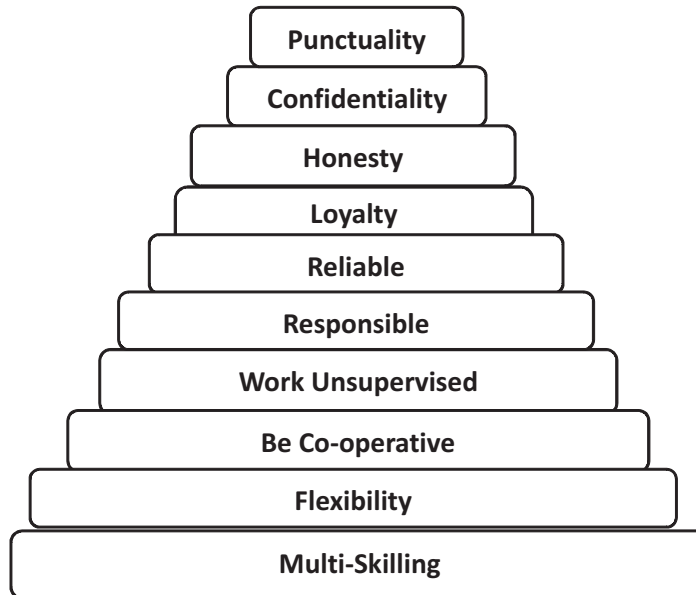 Punctuality
Confidentiality
Honesty
Loyalty
Reliable
Responsible
Work Unsupervised
Be Co-operative
Flexibility
Multi-Skilling